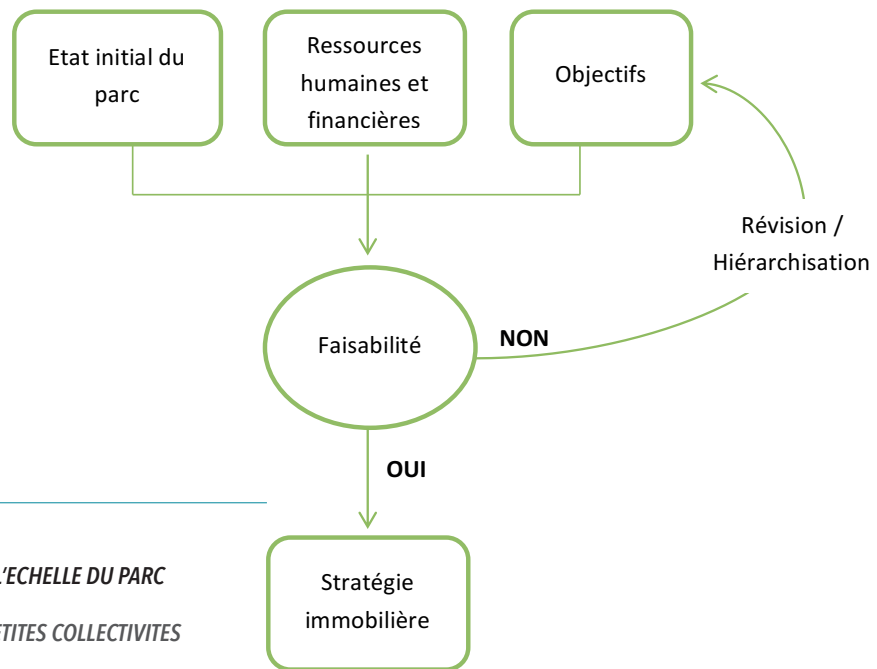 Etat initial du
parc
Ressources
humaines et
financières
Objectifs
Révision /
Hiérarchisation
Faisabilité
NON
OUI
L'ECHELLE DU PARC
Stratégie
immobilière
COLLECTIVITES